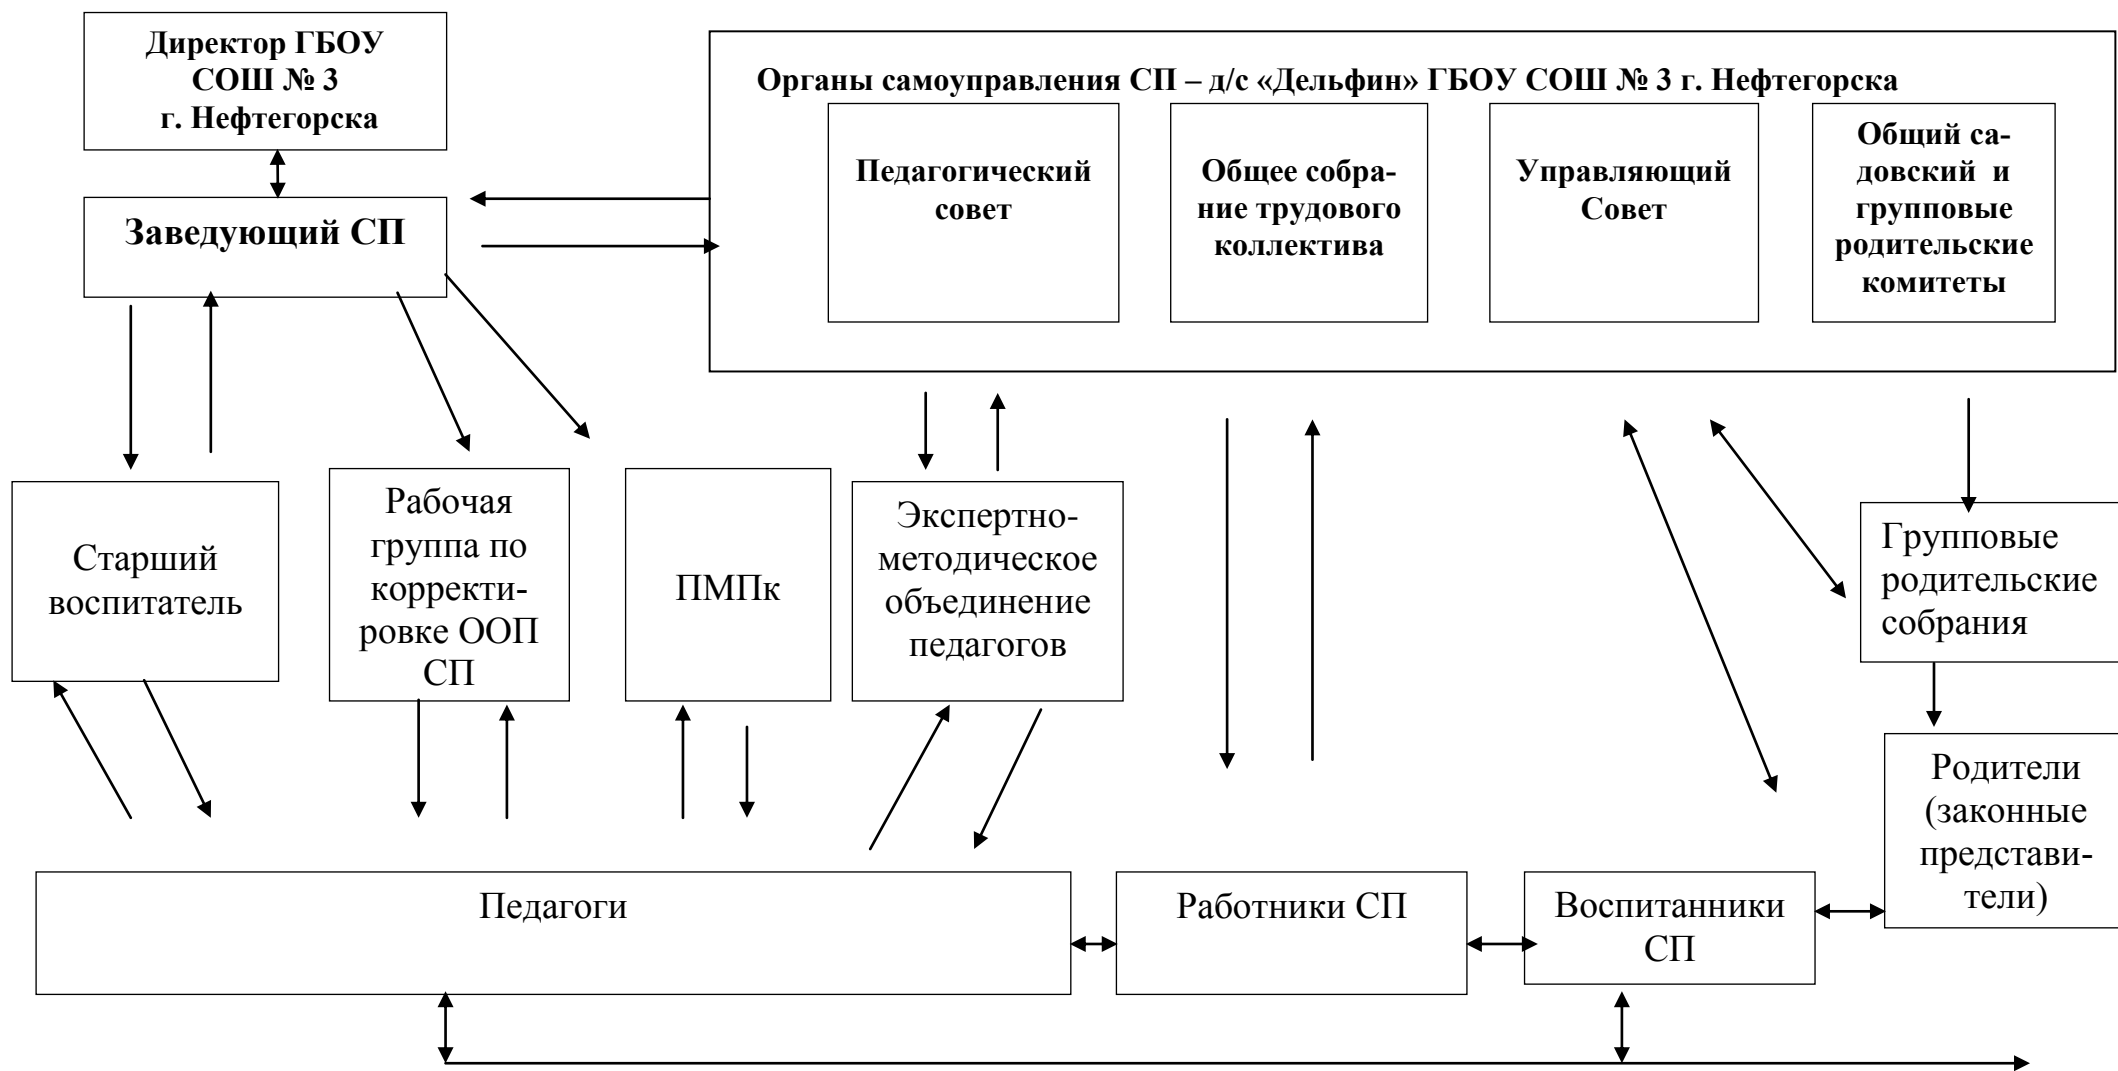 Директор ГБОУ
СОШ № 3
г. Нефтегорска
Органы самоуправления СП – д/с «Дельфин» ГБОУ СОШ № 3 г. Нефтегорска
Педагогический
совет
Общее собра-
ние трудового
коллектива
Управляющий
Совет
Общий са-
довский и
групповые
родительские
комитеты
Заведующий СП
Старший
воспитатель
Рабочая
группа по
корректи-
ровке ООП
СП
ПМПк
Экспертно-
методическое
объединение
педагогов
Групповые
родительские
собрания
Родители
(законные
представи-
тели)
Педагоги
Работники СП
Воспитанники
СП